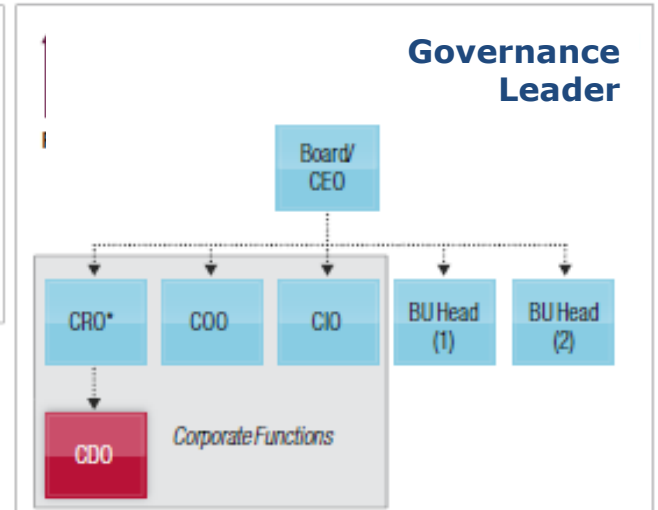 Governance
Leader
Board/
CEO
CRO*
COO
CIO
BU Head
(1)
BU Head
(2)
CDO
Corporate Functions